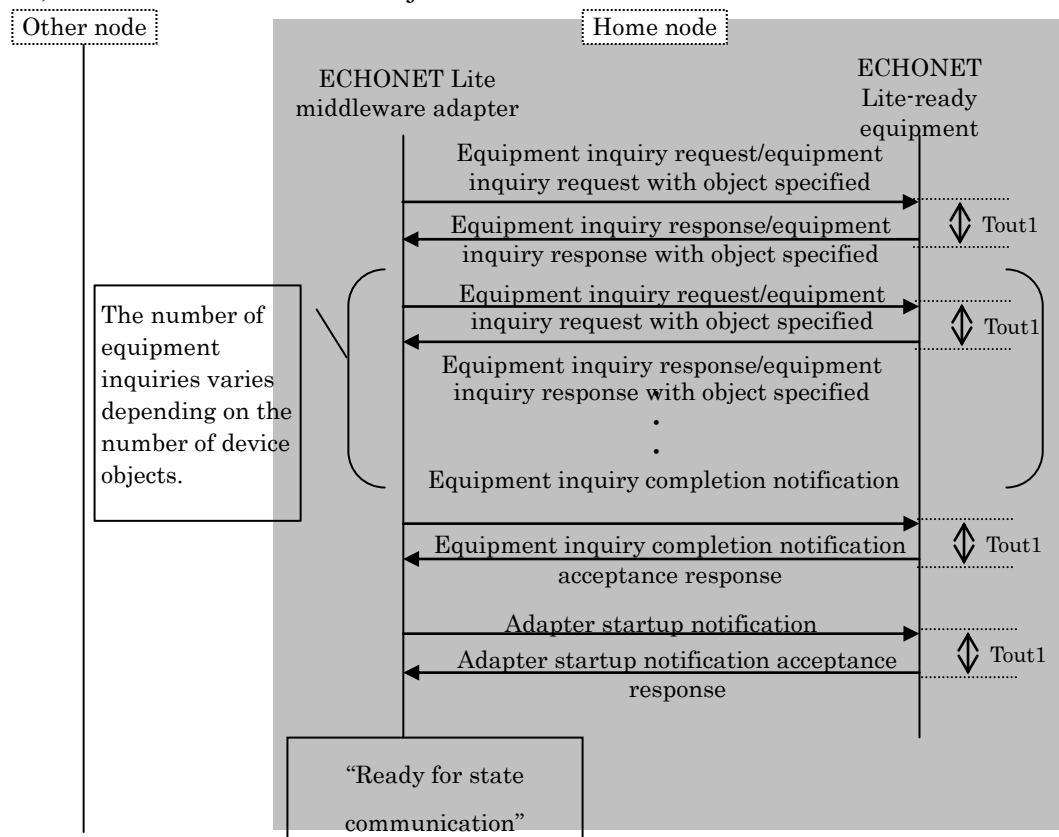 Other node
Home node
ECHONET Lite
middleware adapter
ECHONET
Lite-ready
equipment
Equipment inquiry request/equipment
inquiry request with object specified
Tout1
Equipment inquiry response/equipment
inquiry response with object specified
The number of
equipment
inquiries varies
depending on the
number of device
objects.
Equipment inquiry request/equipment
inquiry request with object specified
Tout1
Equipment inquiry response/equipment
inquiry response with object specified
Equipment inquiry completion notification
Tout1
Equipment inquiry completion notification
acceptance response
Adapter startup notification
Tout1
Adapter startup notification acceptance
response
“Ready for state
communication”